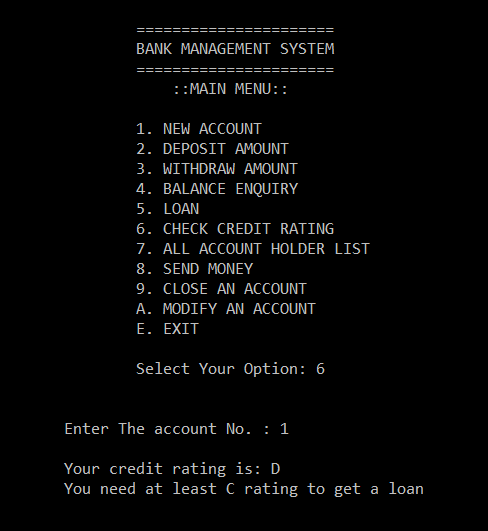 ======================
BANK MANAGEMENT SYSTEM
======================
::MAIN MENU::
1. NEW ACCOUNT
2. DEPOSIT AMOUNT
3. WITHDRAW AMOUNT
4. BALANCE ENQUIRY
5. LOAN
6. CHECK CREDIT RATING
7. ALL ACCOUNT HOLDER LIST
8. SEND MONEY
9. CLOSE AN ACCOUNT
A. MODIFY AN ACCOUNT
E. EXIT
Select Your Option: 6
Enter The account No. : 1
Your credit rating is: D
You need at least C rating to get a loan